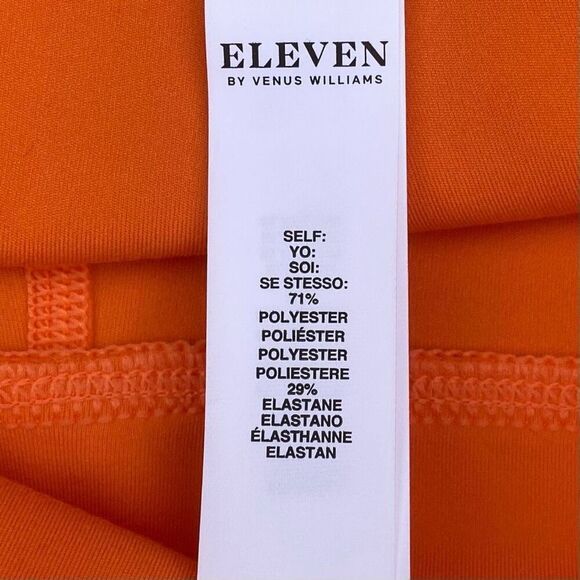 ELEVEN
BY VENUS WILLIAMS
SELF:
YO:
SOI:
SE STESSO:
71%
POLYESTER
POLIÉSTER
POLYESTER
POLIESTERE
29%
ELASTANE
ELASTANO
ÉLASTHANNE
ELASTAN